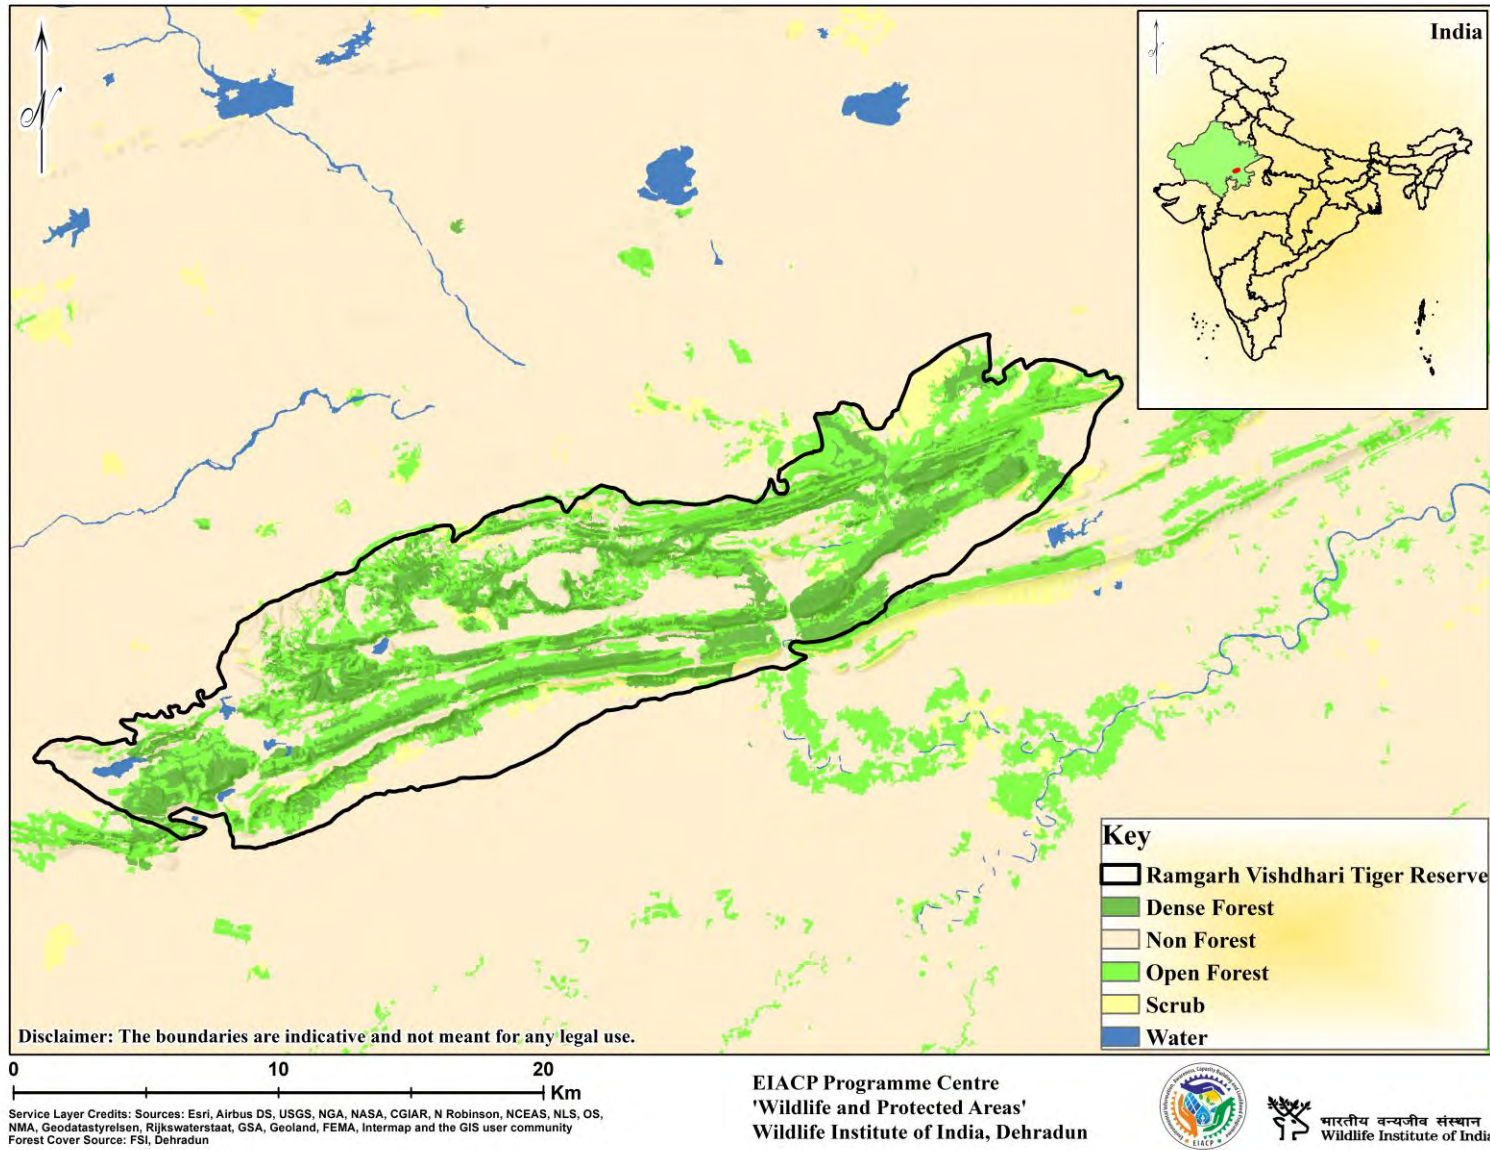 India
N
N
Key
Ramgarh Vishdhari Tiger Reserve
Dense Forest
Non Forest
Open Forest
Scrub
Water
Disclaimer: The boundaries are indicative and not meant for any legal use.
0 10 20
Km
Service Layer Credits: Sources: Esri, Airbus DS, USGS, NGA, NASA, CGIAR, N Robinson, NCEAS, NLS, OS,
NMA, Geodatastyrelsen, Rijkswaterstaat, GSA, Geoland, FEMA, Intermap and the GIS user community
Forest Cover Source: FSI, Dehradun
EIACP Programme Centre
'Wildlife and Protected Areas'
Wildlife Institute of India, Dehradun
EIACP
भारतीय वन्यजीव संस्थान
Wildlife Institute of India